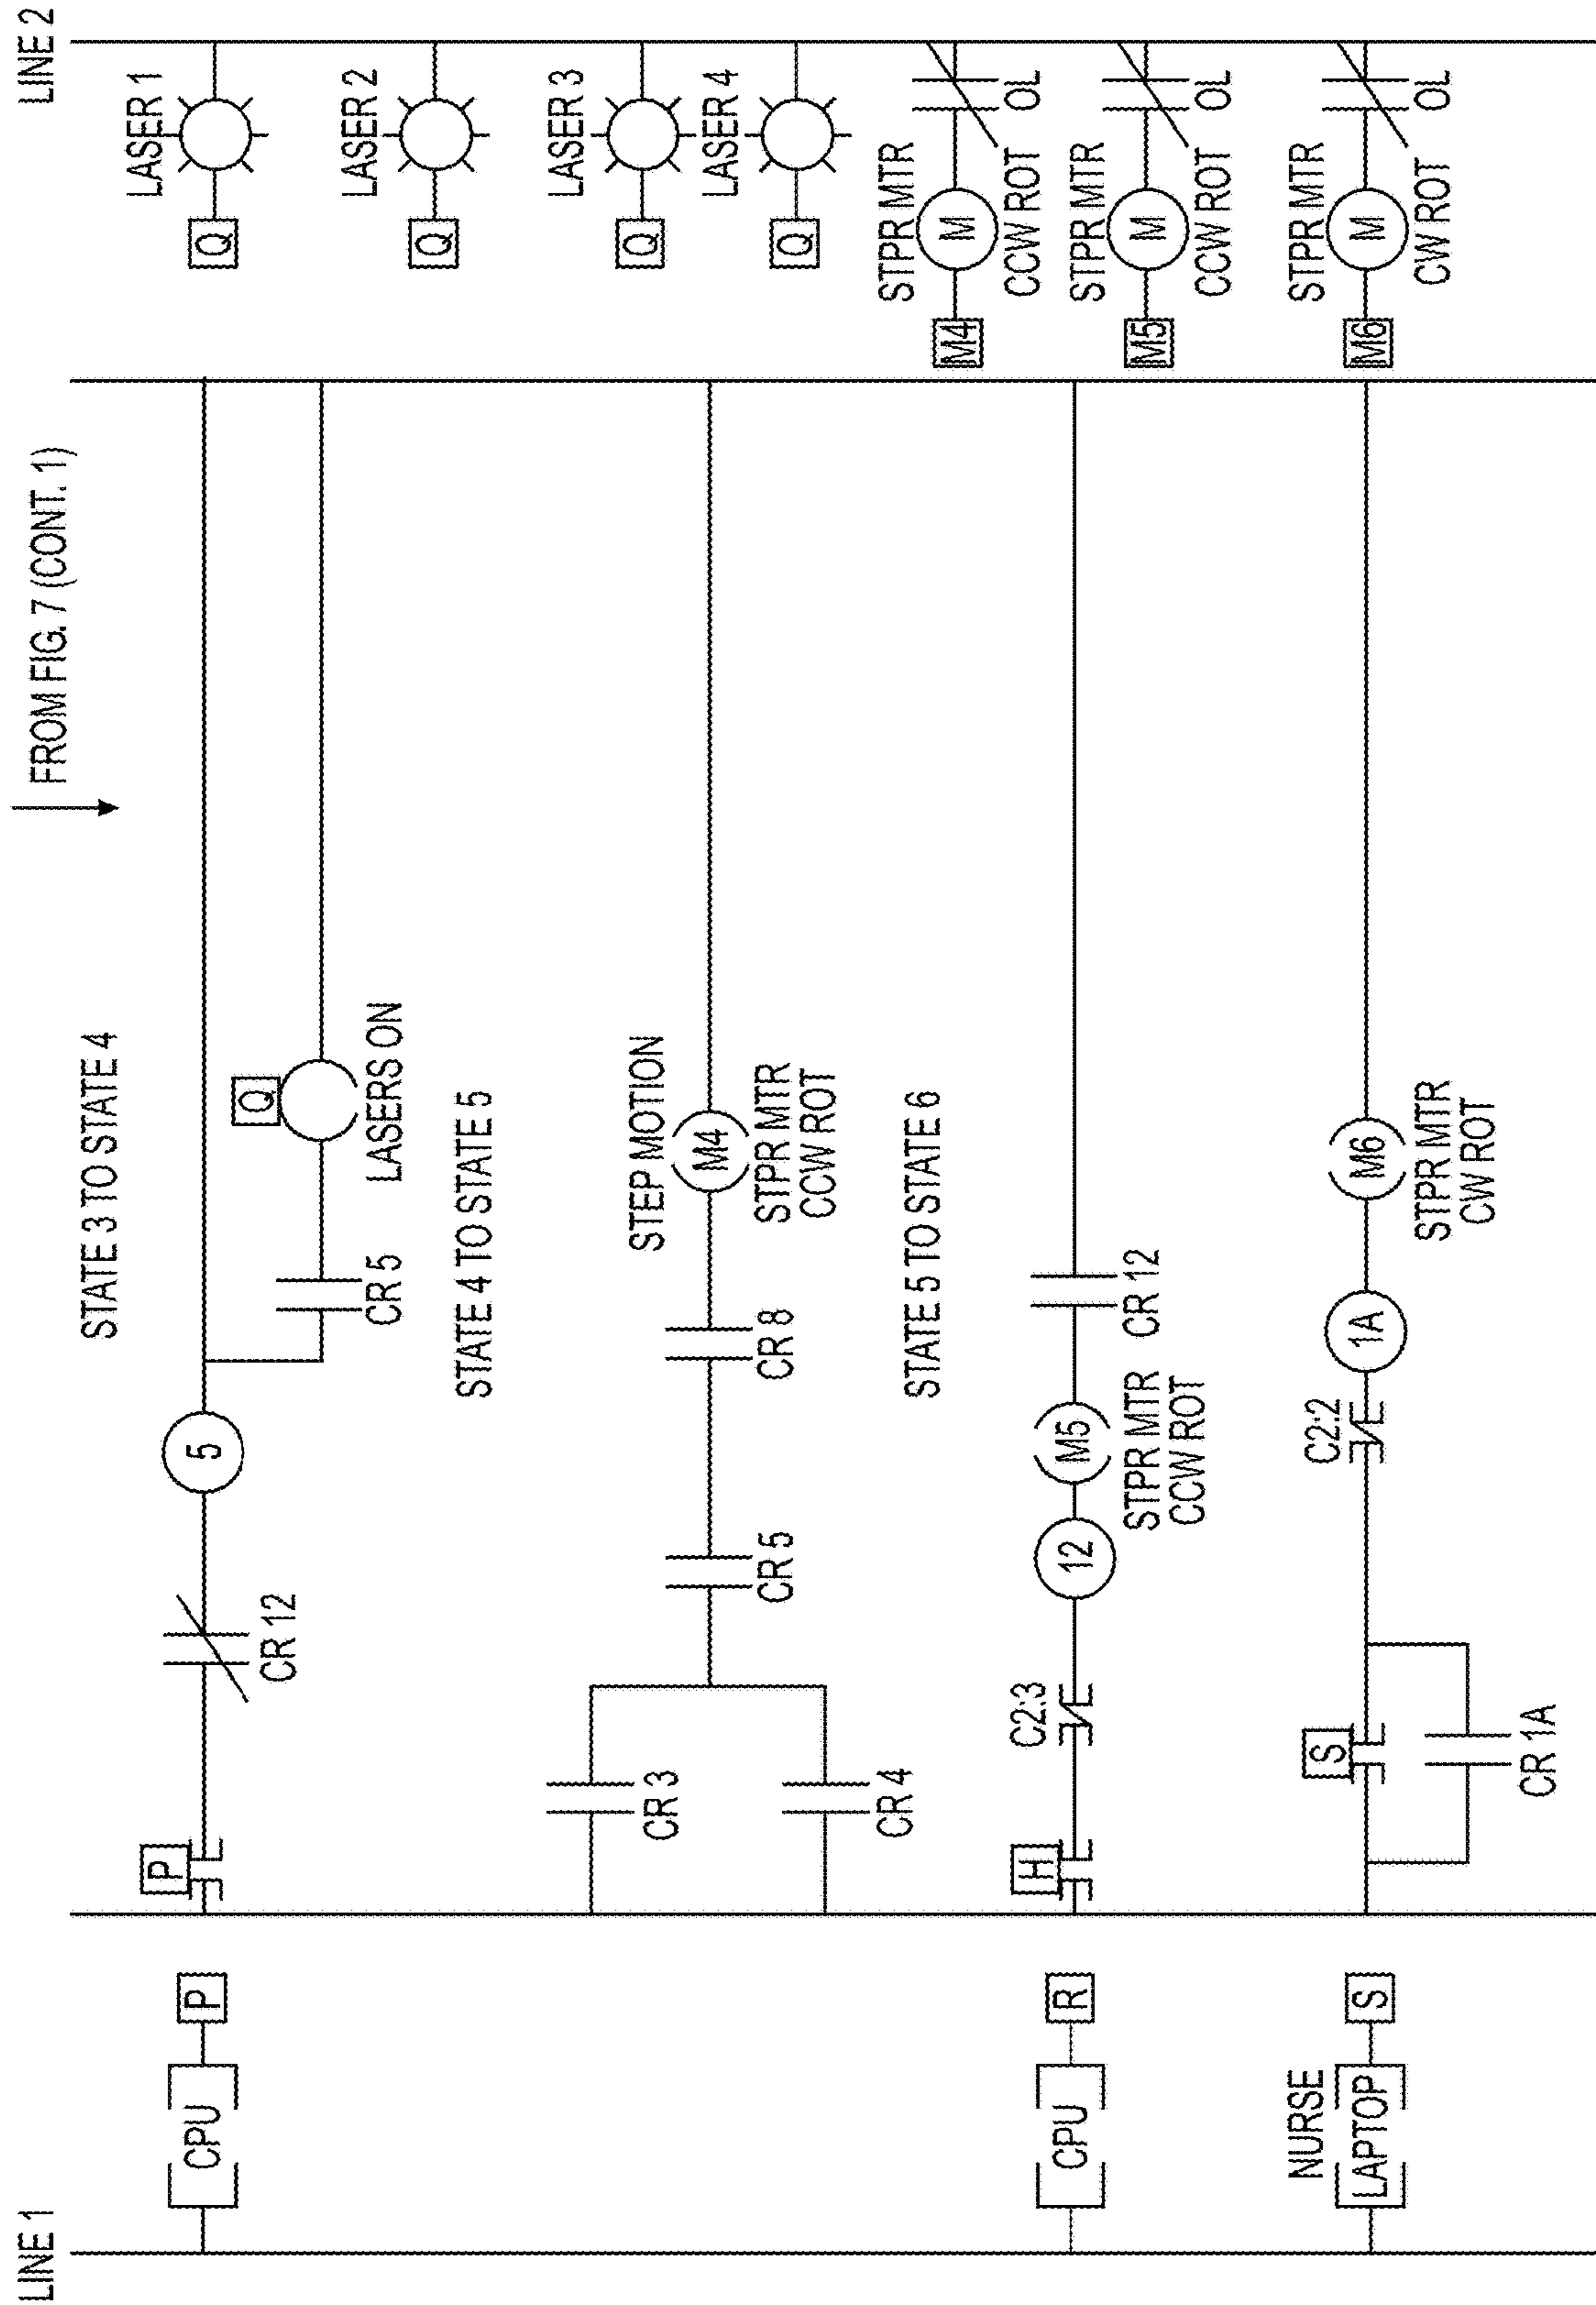 LINE 1
LINE 2
FROM FIG. 7 (CONT. 1)
STATE 3 TO STATE 4
CPU
P
P
CR 12
5
CR 5
Q
LASERS ON
Q
LASER 1
Q
LASER 2
STATE 4 TO STATE 5
CR 3
CR 4
CR 5
CR 8
STEP MOTION
M4
STPR MTR
CCW ROT
Q
LASER 3
Q
LASER 4
M4
STPR MTR
M
CCW ROT
OL
STATE 5 TO STATE 6
CPU
R
H
C2:3
12
M5
STPR MTR
CCW ROT
CR 12
M5
STPR MTR
M
CCW ROT
OL
NURSE
LAPTOP
S
S
CR 1A
C2:2
1A
M6
STPR MTR
CW ROT
M6
STPR MTR
M
CW ROT
OL